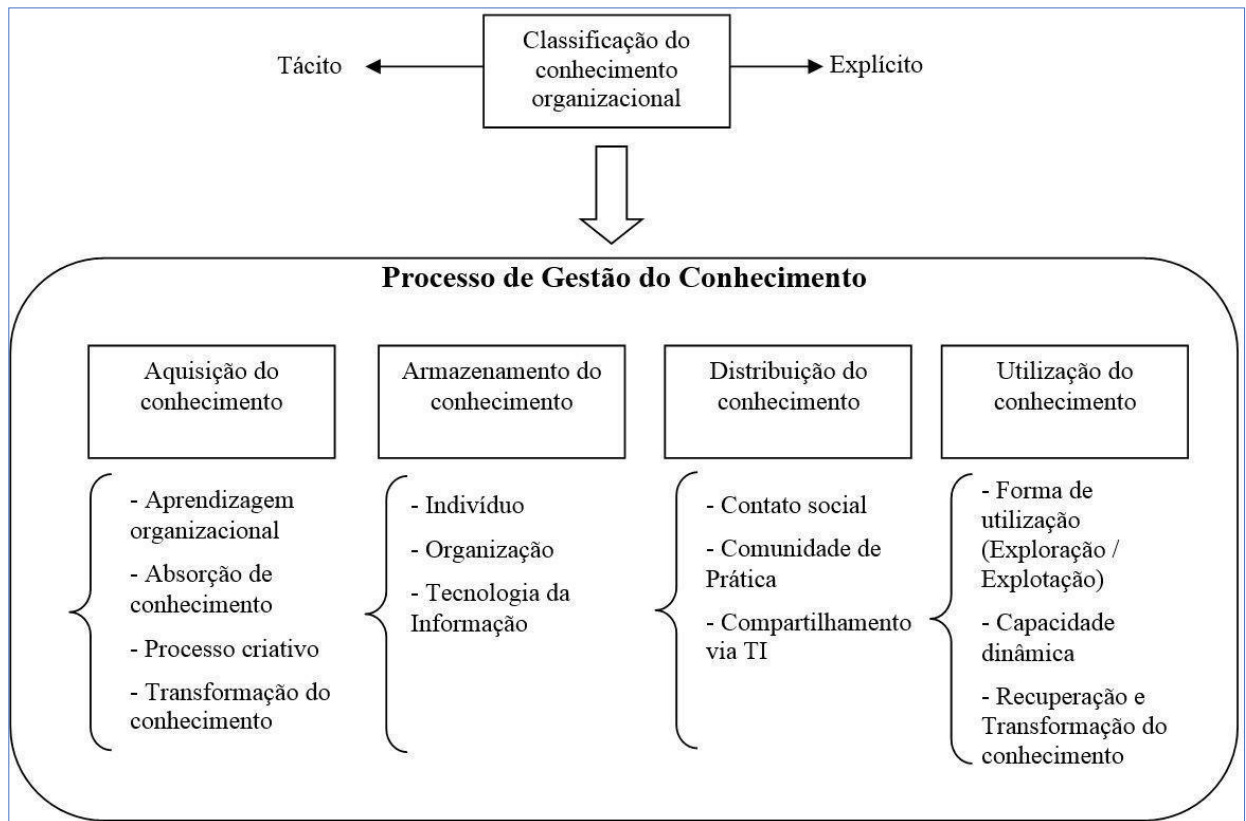 Classificação do
conhecimento
organizacional
Tácito
Explícito
Processo de Gestão do Conhecimento
Aquisição do
conhecimento
- Aprendizagem
organizacional
- Absorção de
conhecimento
- Processo criativo
- Transformação do
conhecimento
Armazenamento do
conhecimento
- Indivíduo
- Organização
- Tecnologia da
Informação
Distribuição do
conhecimento
- Contato social
- Comunidade de
Prática
- Compartilhamento
via TI
Utilização do
conhecimento
- Forma de
utilização
(Exploração /
Explotação)
- Capacidade
dinâmica
- Recuperação e
Transformação do
conhecimento